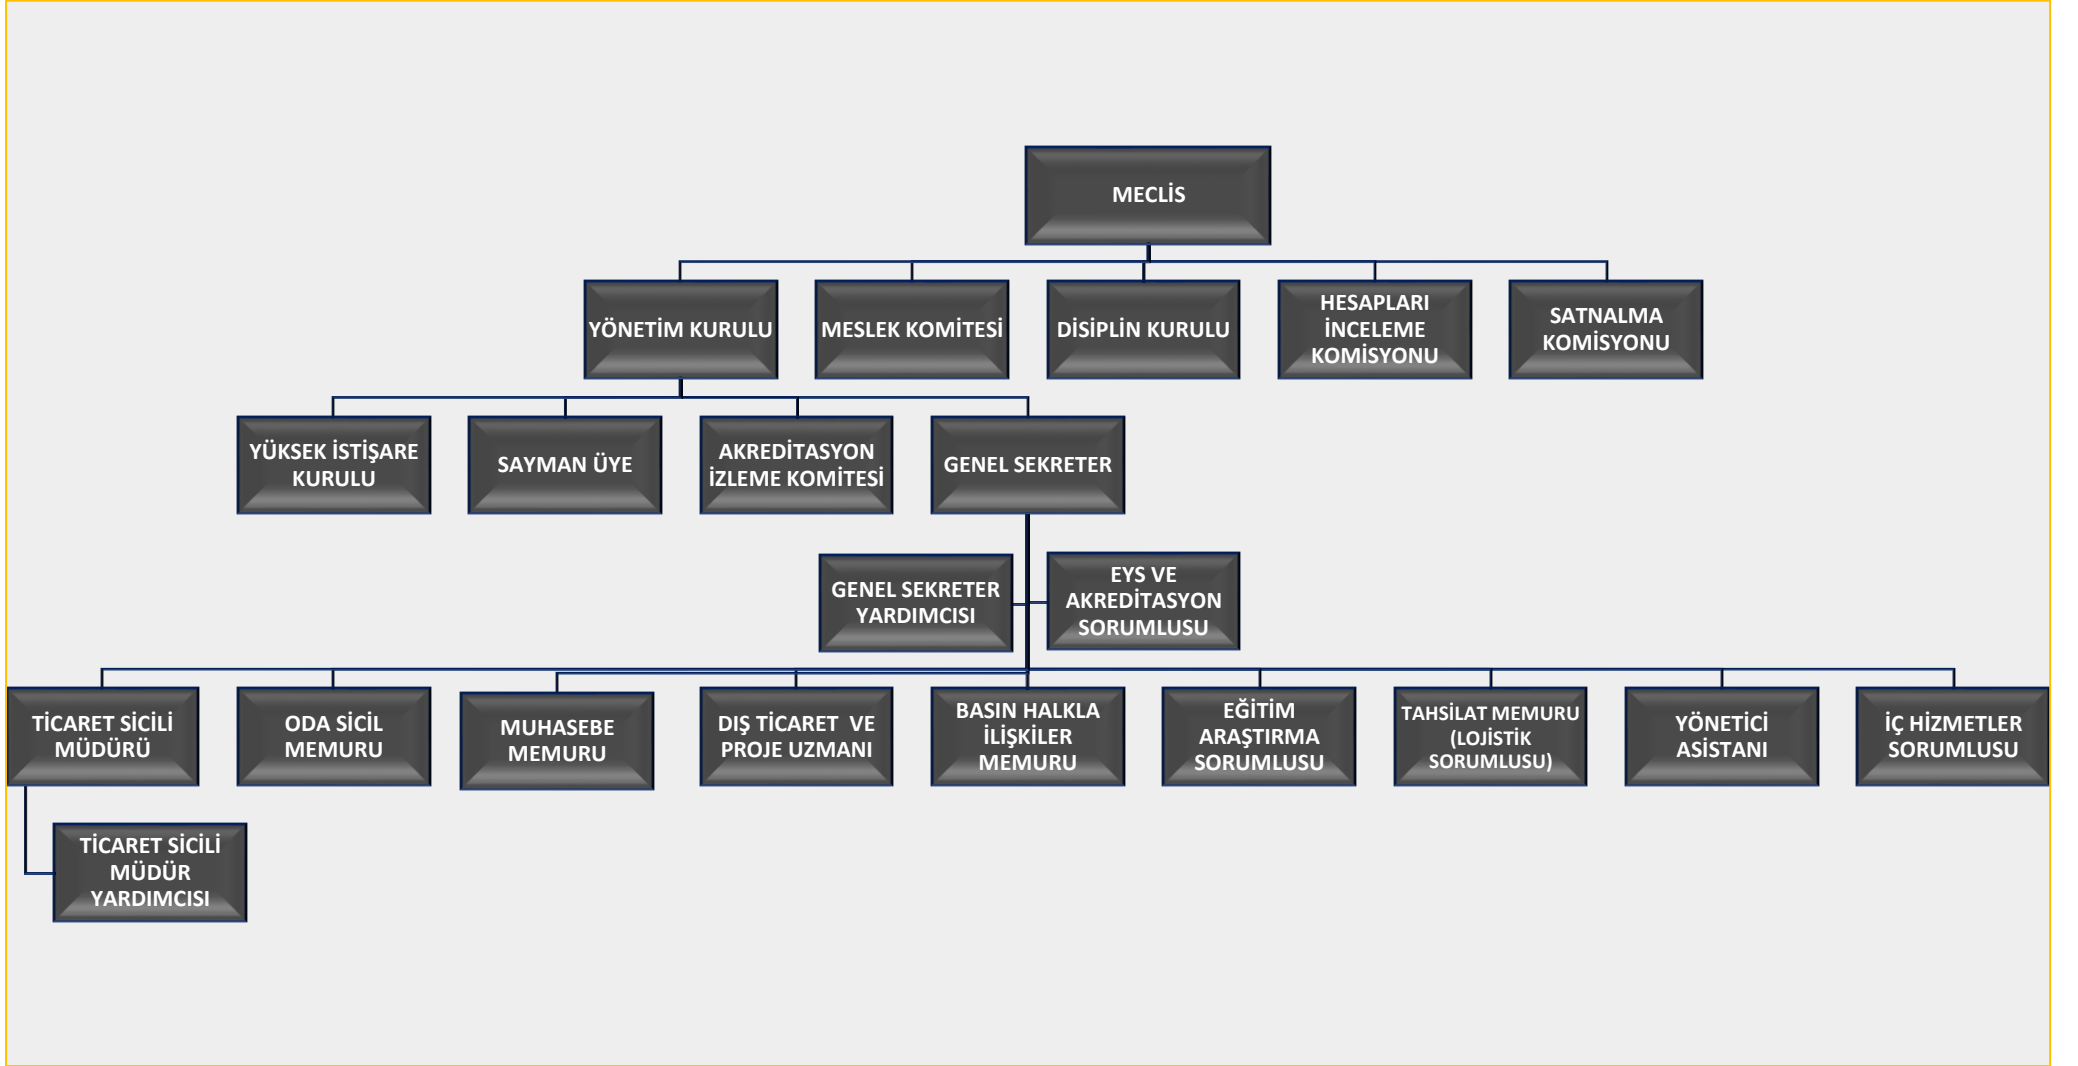 MECLİS
YÖNETİM KURULU
MESLEK KOMİTESİ
DİSİPLİN KURULU
HESAPLARI
İNCELEME
KOMİSYONU
SATNALMA
KOMİSYONU
YÜKSEK İSTİŞARE
KURULU
SAYMAN ÜYE
AKREDİTASYON
İZLEME KOMİTESİ
GENEL SEKRETER
GENEL SEKRETER
YARDIMCISI
EYS VE
AKREDİTASYON
SORUMLUSU
TİCARET SİCİLİ
MÜDÜRÜ
ODA SİCİL
MEMURU
MUHASEBE
MEMURU
DIŞ TİCARET VE
PROJE UZMANI
BASIN HALKLA
İLİŞKİLER
MEMURU
EĞİTİM
ARAŞTIRMA
SORUMLUSU
TAHSİLAT MEMURU
(LOJİSTİK
SORUMLUSU)
YÖNETİCİ
ASİSTANI
İÇ HİZMETLER
SORUMLUSU
TİCARET SİCİLİ
MÜDÜR
YARDIMCISI